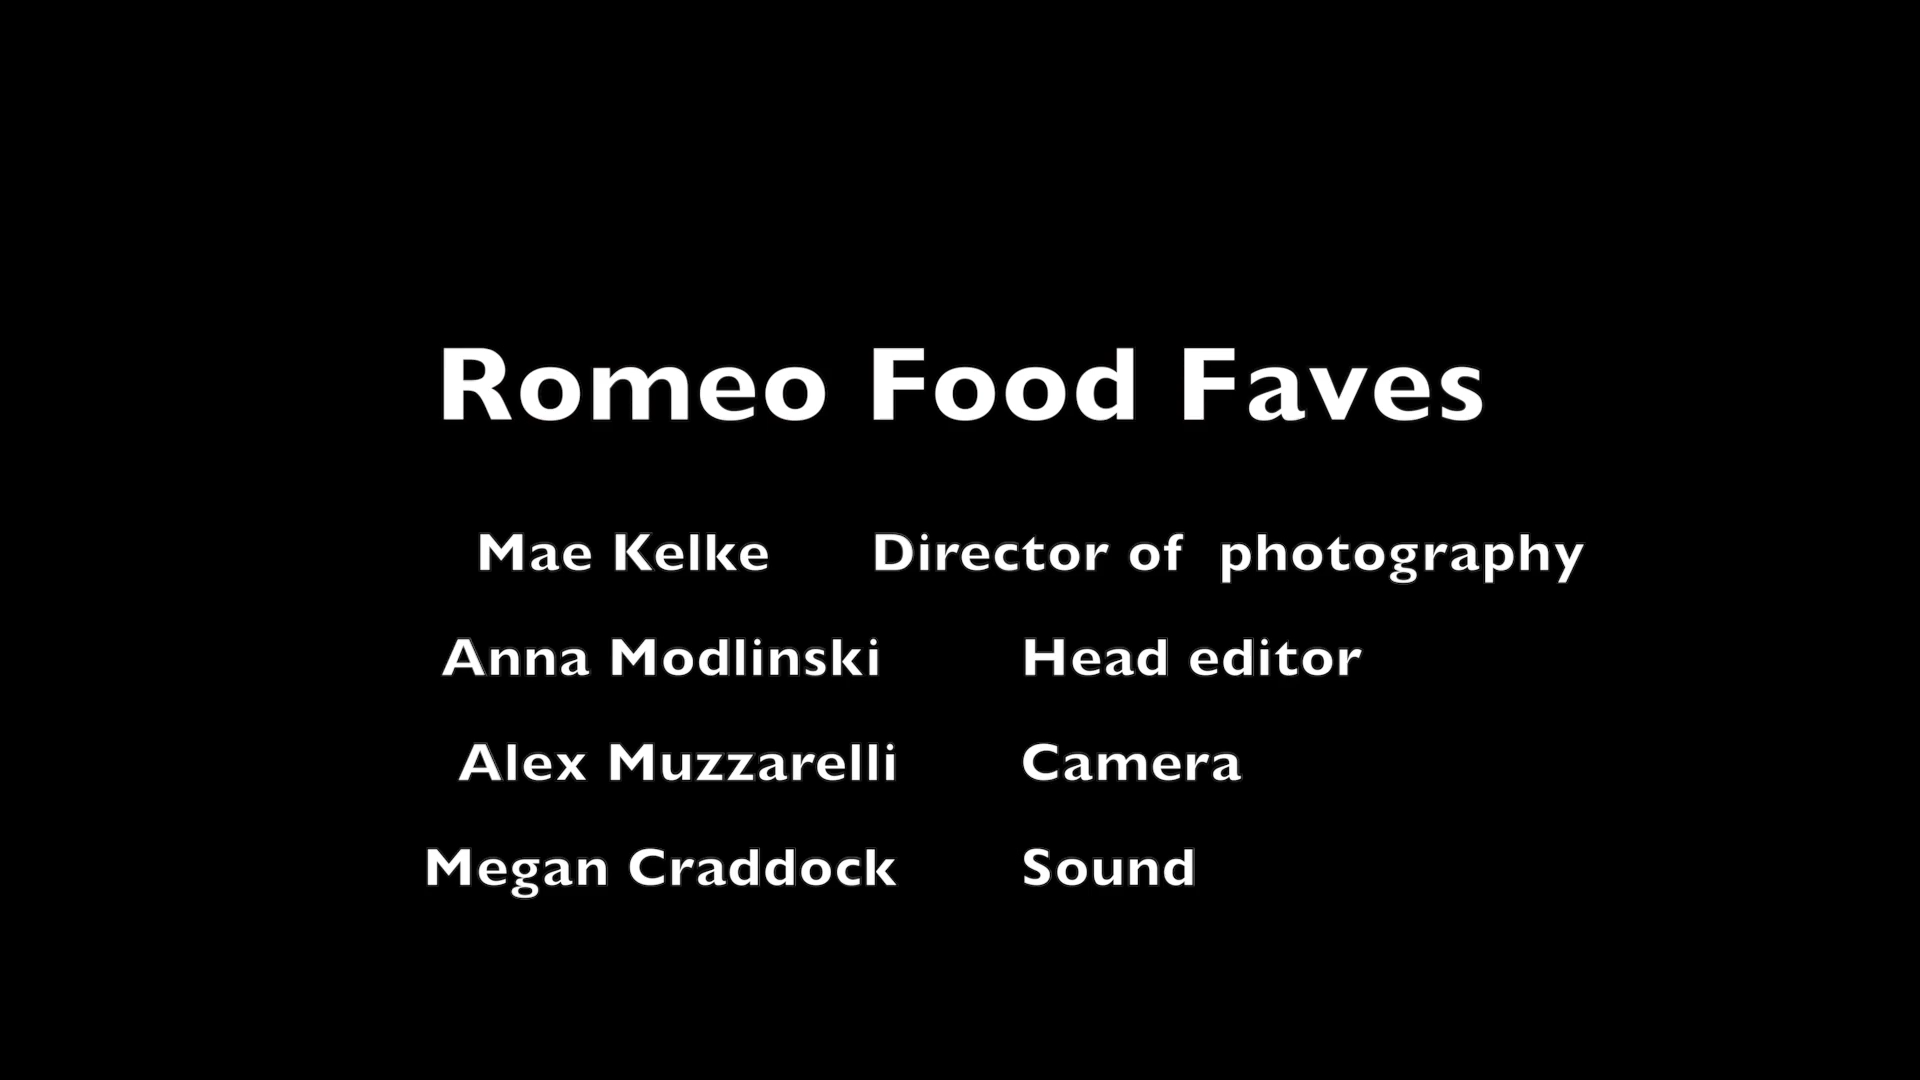 Romeo Food Faves
Mae Kelke Director of photography
Anna Modlinski Head editor
Alex Muzzarelli Camera
Megan Craddock Sound